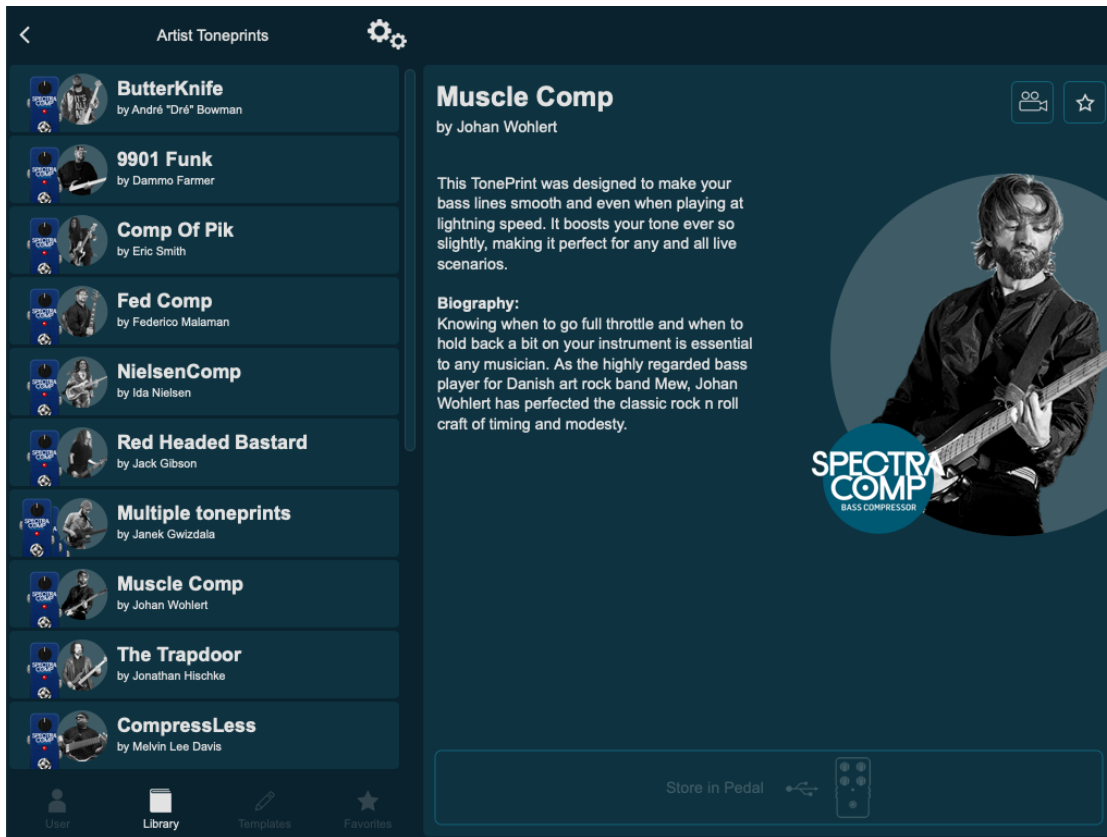 Artist Toneprints
ButterKnife
by André "Dré" Bowman
9901 Funk
by Dammo Farmer
Comp Of Pik
by Eric Smith
Fed Comp
by Federico Malaman
NielsenComp
by Ida Nielsen
Red Headed Bastard
by Jack Gibson
Multiple toneprints
by Janek Gwizdala
Muscle Comp
by Johan Wohlert
The Trapdoor
by Jonathan Hischke
CompressLess
by Melvin Lee Davis
User
Library
Templates
Favorites
Muscle Comp
by Johan Wohlert
This TonePrint was designed to make your
bass lines smooth and even when playing at
lightning speed. It boosts your tone ever so
slightly, making it perfect for any and all live
scenarios.
Biography:
Knowing when to go full throttle and when to
hold back a bit on your instrument is essential
to any musician. As the highly regarded bass
player for Danish art rock band Mew, Johan
Wohlert has perfected the classic rock n roll
craft of timing and modesty.
SPECTRA
COMP
BASS COMPRESSOR
Store in Pedal